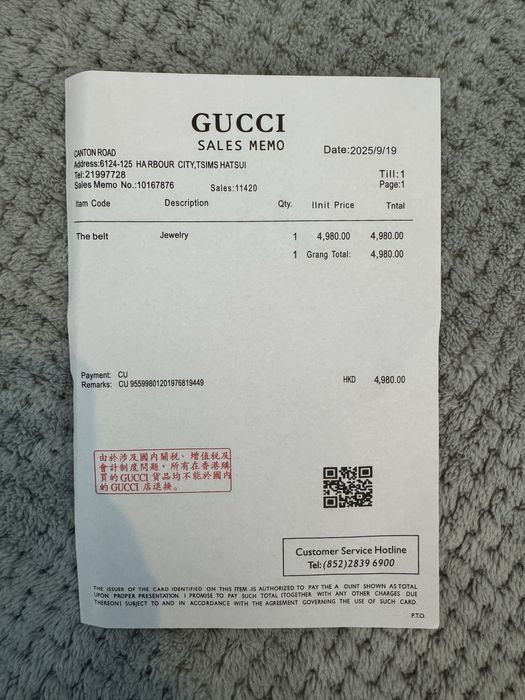 GUCCI
SALES MEMO
CANTON ROAD
Date:2025/9/19
Address:6124-125 HARBOUR CITY,TSIMS HATSUI
Tel:21997728
Till:1
Sales Memo No.:10167876 Sales:11420 Page:1
Item Code Description Qty. IInit Price Tntal
The belt Jewelry 1 4,980.00 4,980.00
1 Grang Total: 4,980.00
Payment: CU
Remarks: CU 95599801201976819449 HKD 4,980.00
由於涉及國內關税、增值税及
會計制度問題，所有在香港購
買的 GUCCI 貨品均不能於國内
的 GUCCI 店退換。
Customer Service Hotline
Tel:(852)2839 6900
THE ISSUER OF THE CARD IDENTIFIED ON THIS ITEM IS AUTHORIZED TO PAY THE A OUNT SHOWN AS TOTAL
UPON PROPER PRESENTATION. I PROMISE TO PAY SUCH TOTAL (TOGETHER WITH ANY OTHER CHARGES DUE
THEREON) SUBJECT TO AND IN ACCORDANCE WITH THE AGREEMENT GOVERNING THE USE OF SUCH CARD.
P.T.O.